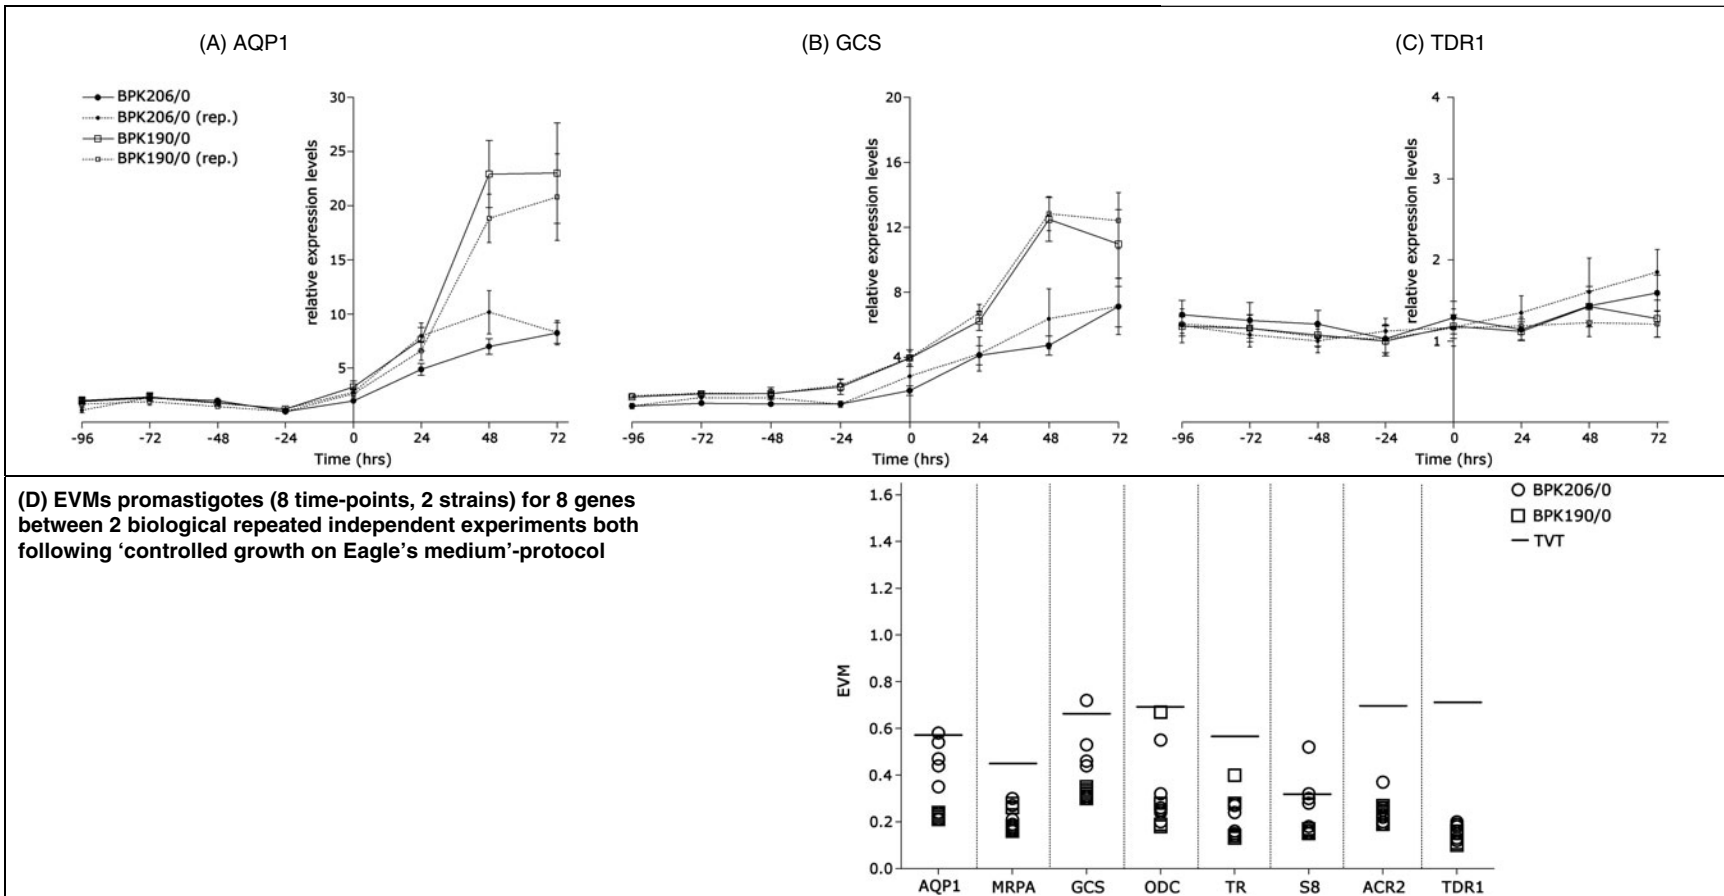 (A) AQP1
BPK206/0
BPK206/0 (rep.)
BPK190/0
BPK190/0 (rep.)
relative expression levels
30
25
20
15
10
5
-96 -72 -48 -24 0 24 48 72
Time (hrs)
(B) GCS
relative expression levels
20
16
12
8
4
-96 -72 -48 -24 0 24 48 72
Time (hrs)
(C) TDR1
relative expression levels
4
3
2
1
-96 -72 -48 -24 0 24 48 72
Time (hrs)
(D) EVMs promastigotes (8 time-points, 2 strains) for 8 genes
between 2 biological repeated independent experiments both
following ‘controlled growth on Eagle’s medium’-protocol
EVM
1.6
1.4
1.2
1.0
0.8
0.6
0.4
0.2
0.0
AQP1 MRPA GCS ODC TR S8 ACR2 TDR1
BPK206/0
BPK190/0
TVT